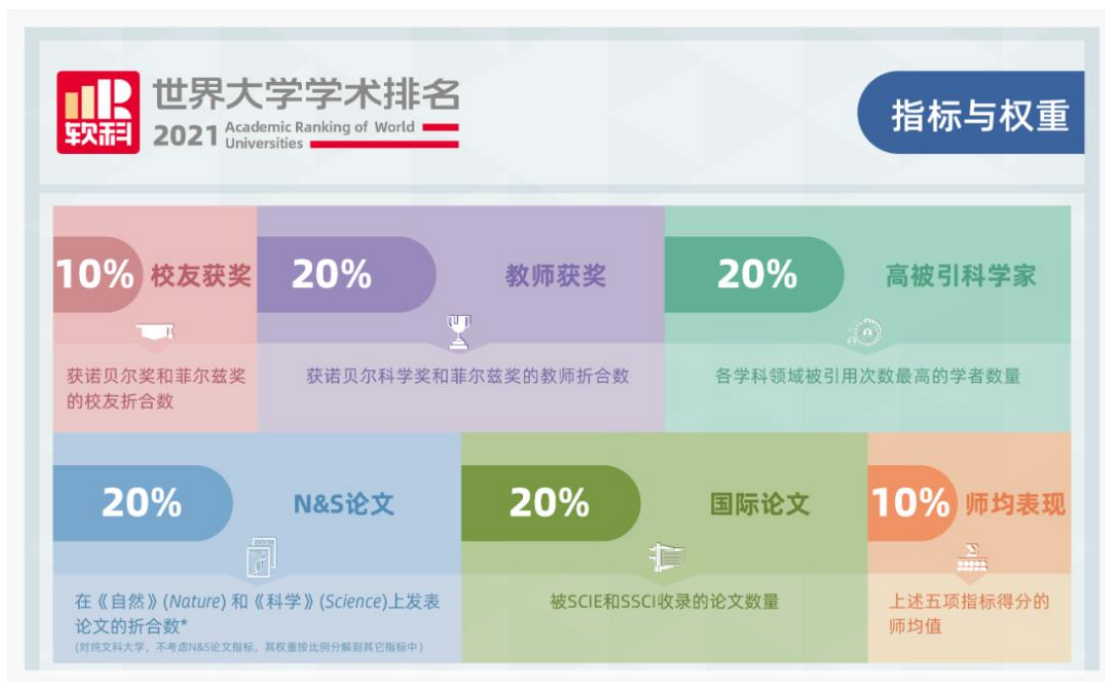 软科
世界大学学术排名
2021 Academic Ranking of World
Universities
指标与权重
10% 校友获奖
获诺贝尔奖和菲尔兹奖
的校友折合数
20% 教师获奖
获诺贝尔科学奖和菲尔兹奖的教师折合数
20% 高被引科学家
各学科领域被引用次数最高的学者数量
20% N&S论文
在《自然》(Nature) 和《科学》(Science)上发表
论文的折合数*
(对纯文科大学，不考虑N&S论文指标，其权重按比例分解到其它指标中)
20% 国际论文
被SCIE和SSCI收录的论文数量
10% 师均表现
上述五项指标得分的
师均值